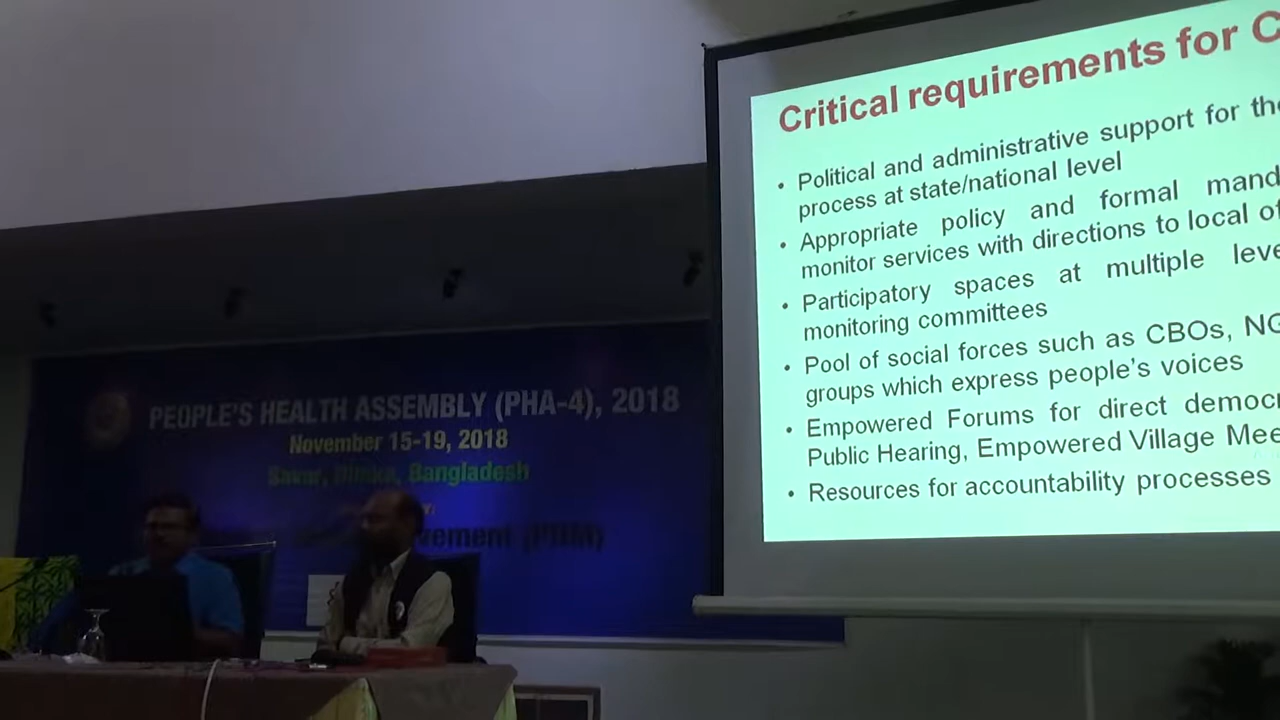 PEOPLE'S HEALTH ASSEMBLY (PHA-4), 2018
November 15-19, 2018
Savar, Dhaka, Bangladesh
vement (PHM)
Critical requirements for C
• Political and administrative support for the
process at state/national level
• Appropriate policy and formal mand
monitor services with directions to local of
• Participatory spaces at multiple leve
monitoring committees
• Pool of social forces such as CBOs, NG
groups which express people's voices
• Empowered Forums for direct democr
Public Hearing, Empowered Village Mee
• Resources for accountability processes